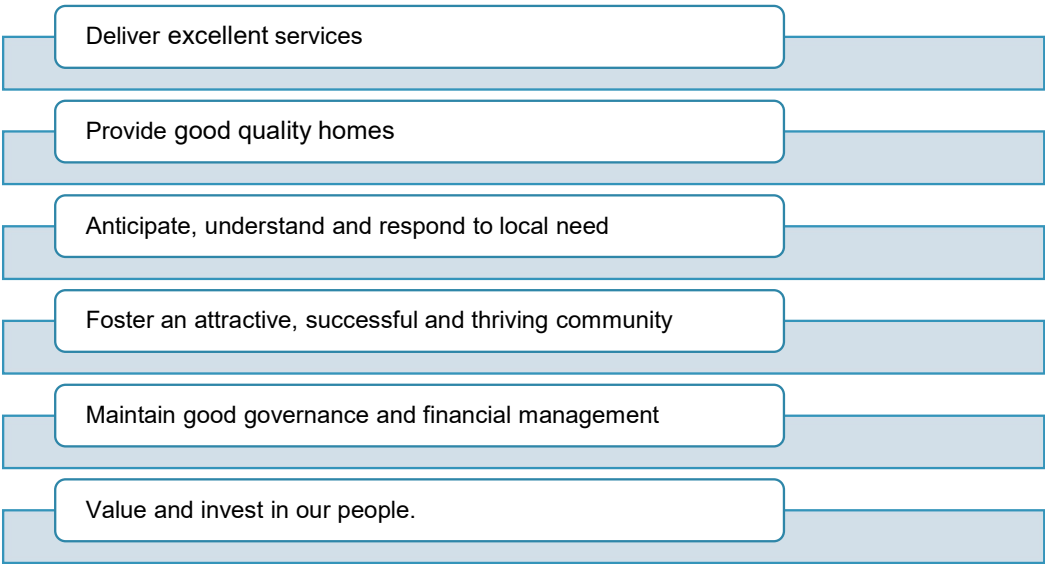 Deliver excellent services
Provide good quality homes
Anticipate, understand and respond to local need
Foster an attractive, successful and thriving community
Maintain good governance and financial management
Value and invest in our people.